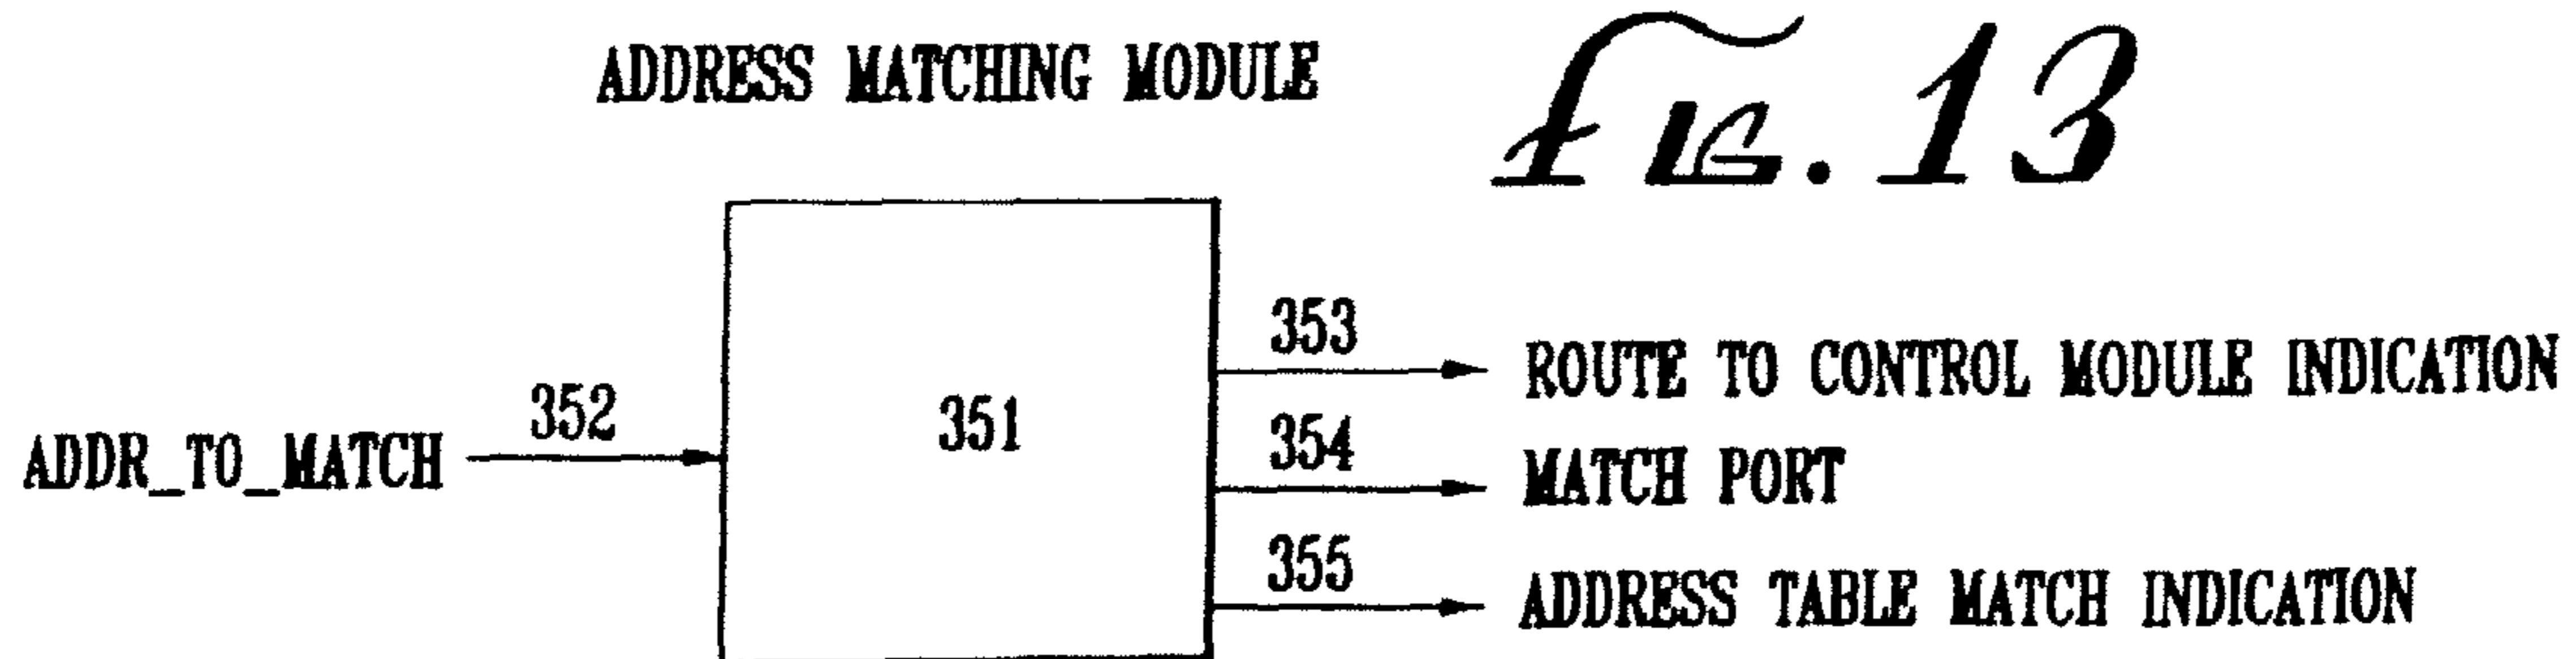 ADDRESS MATCHING MODULE
FIG. 13
353
ROUTE TO CONTROL MODULE INDICATION
352
351
354
ADDR_TO_MATCH
MATCH PORT
355
ADDRESS TABLE MATCH INDICATION